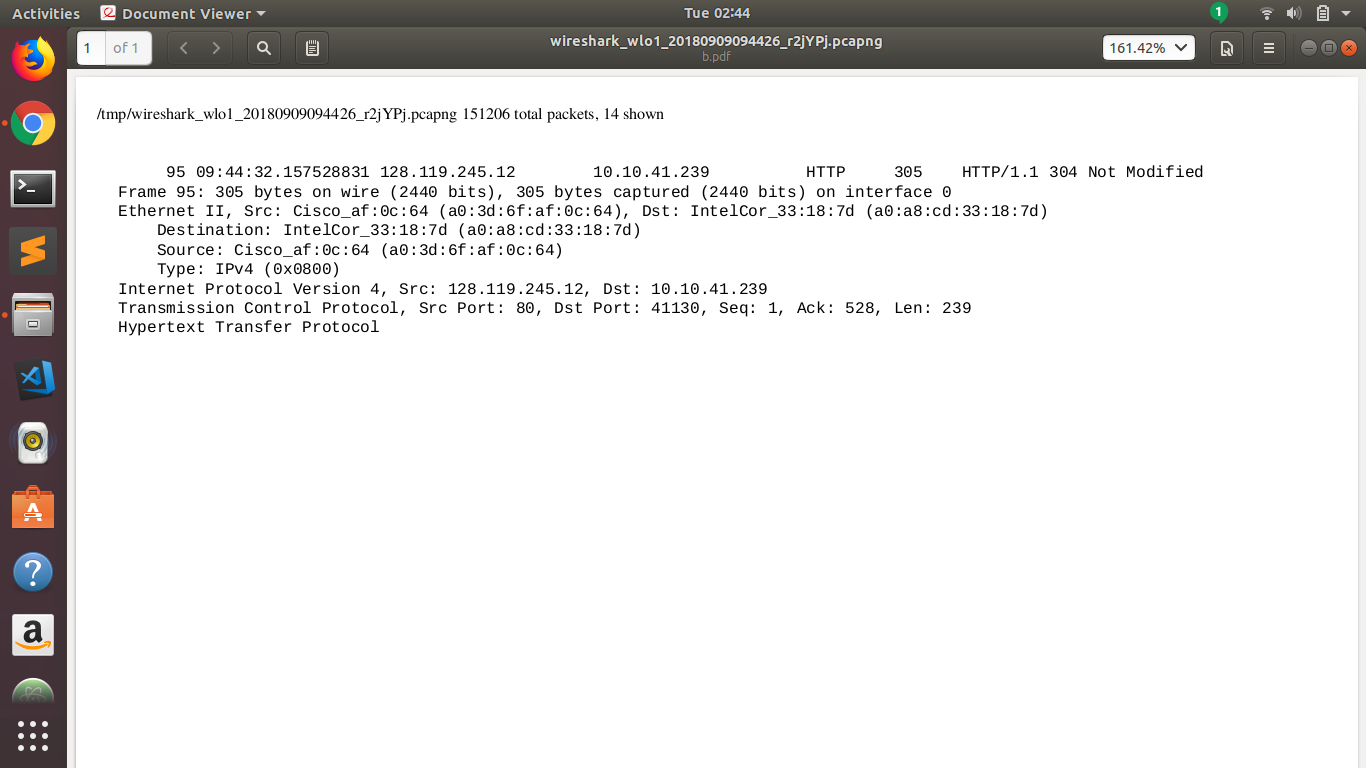 Activities Document Viewer Tue 02:44 1
1 of 1 wireshark_wlo1_20180909094426_r2jYPj.pcapng 161.42%
b.pdf
/tmp/wireshark_wlo1_20180909094426_r2jYPj.pcapng 151206 total packets, 14 shown
95 09:44:32.157528831 128.119.245.12 10.10.41.239 HTTP 305 HTTP/1.1 304 Not Modified
Frame 95: 305 bytes on wire (2440 bits), 305 bytes captured (2440 bits) on interface 0
Ethernet II, Src: Cisco_af:0c:64 (a0:3d:6f:af:0c:64), Dst: IntelCor_33:18:7d (a0:a8:cd:33:18:7d)
Destination: IntelCor_33:18:7d (a0:a8:cd:33:18:7d)
Source: Cisco_af:0c:64 (a0:3d:6f:af:0c:64)
Type: IPv4 (0x0800)
Internet Protocol Version 4, Src: 128.119.245.12, Dst: 10.10.41.239
Transmission Control Protocol, Src Port: 80, Dst Port: 41130, Seq: 1, Ack: 528, Len: 239
Hypertext Transfer Protocol